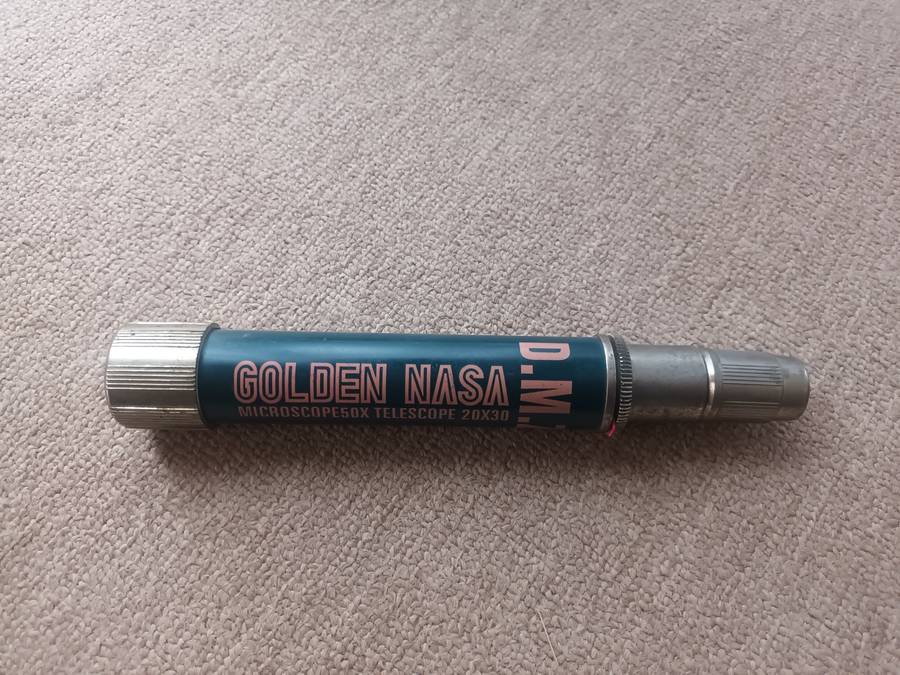 GOLDEN NASA
MICROSCOPE50X TELESCOPE 20X30
D.M.